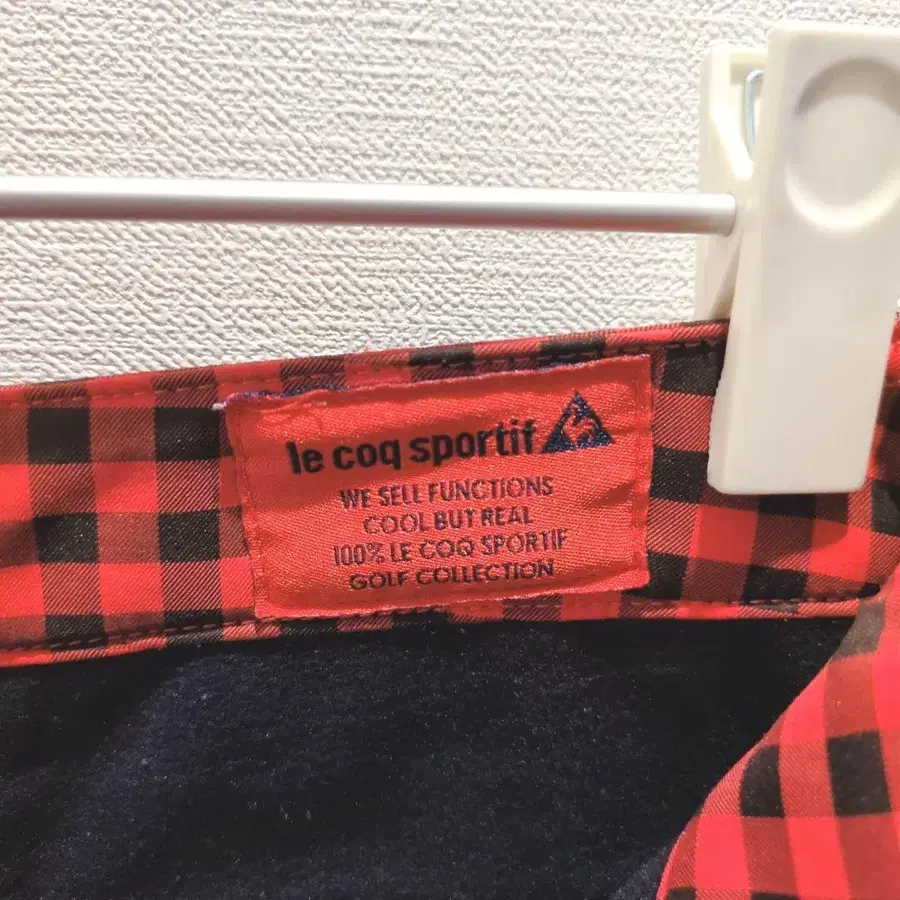 le coq sportif
WE SELL FUNCTIONS
COOL BUT REAL
100% LE COQ SPORTIF
GOLF COLLECTION